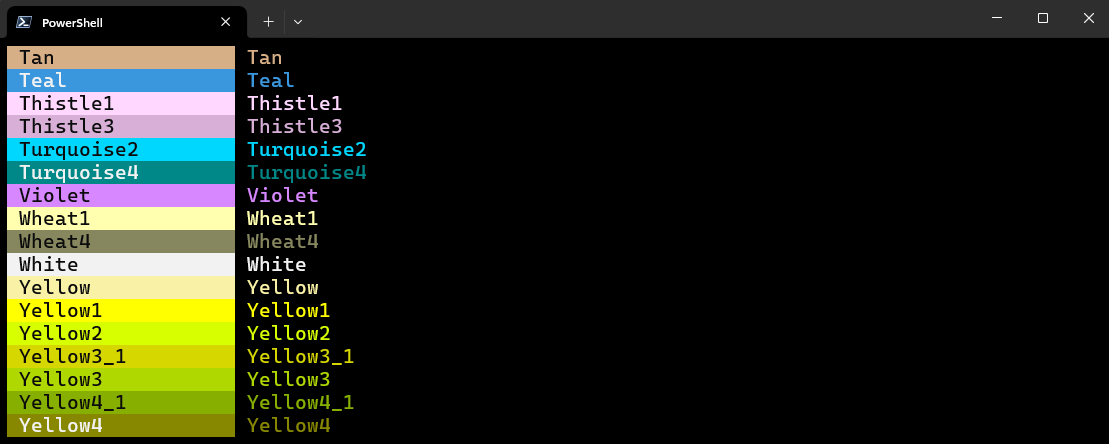 PowerShell
Tan Tan
Teal Teal
Thistle1 Thistle1
Thistle3 Thistle3
Turquoise2 Turquoise2
Turquoise4 Turquoise4
Violet Violet
Wheat1 Wheat1
Wheat4 Wheat4
White White
Yellow Yellow
Yellow1 Yellow1
Yellow2 Yellow2
Yellow3_1 Yellow3_1
Yellow3 Yellow3
Yellow4_1 Yellow4_1
Yellow4 Yellow4